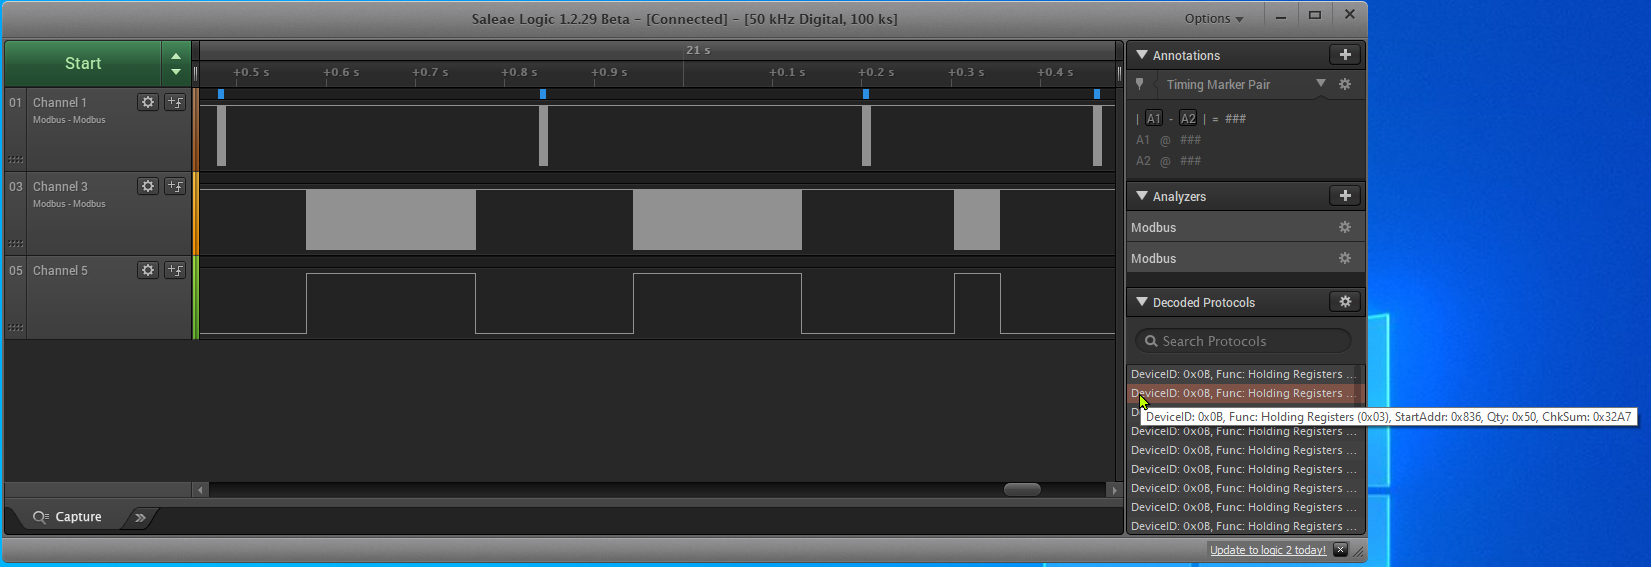 Saleae Logic 1.2.29 Beta - [Connected] - [50 kHz Digital, 100 ks]
Options
Start
21 s
+0.5 s +0.6 s +0.7 s +0.8 s +0.9 s +0.1 s +0.2 s +0.3 s +0.4 s
01 Channel 1
Modbus - Modbus
03 Channel 3
Modbus - Modbus
05 Channel 5
Capture
Annotations
Timing Marker Pair
| A1 - A2 | = ###
A1 @ ###
A2 @ ###
Analyzers
Modbus
Modbus
Decoded Protocols
Search Protocols
DeviceID: 0x0B, Func: Holding Registers ...
DeviceID: 0x0B, Func: Holding Registers ...
D
DeviceID: 0x0B, Func: Holding Registers (0x03), StartAddr: 0x836, Qty: 0x50, ChkSum: 0x32A7
DeviceID: 0x0B, Func: Holding Registers ...
DeviceID: 0x0B, Func: Holding Registers ...
DeviceID: 0x0B, Func: Holding Registers ...
DeviceID: 0x0B, Func: Holding Registers ...
DeviceID: 0x0B, Func: Holding Registers ...
DeviceID: 0x0B, Func: Holding Registers ...
Update to logic 2 today!